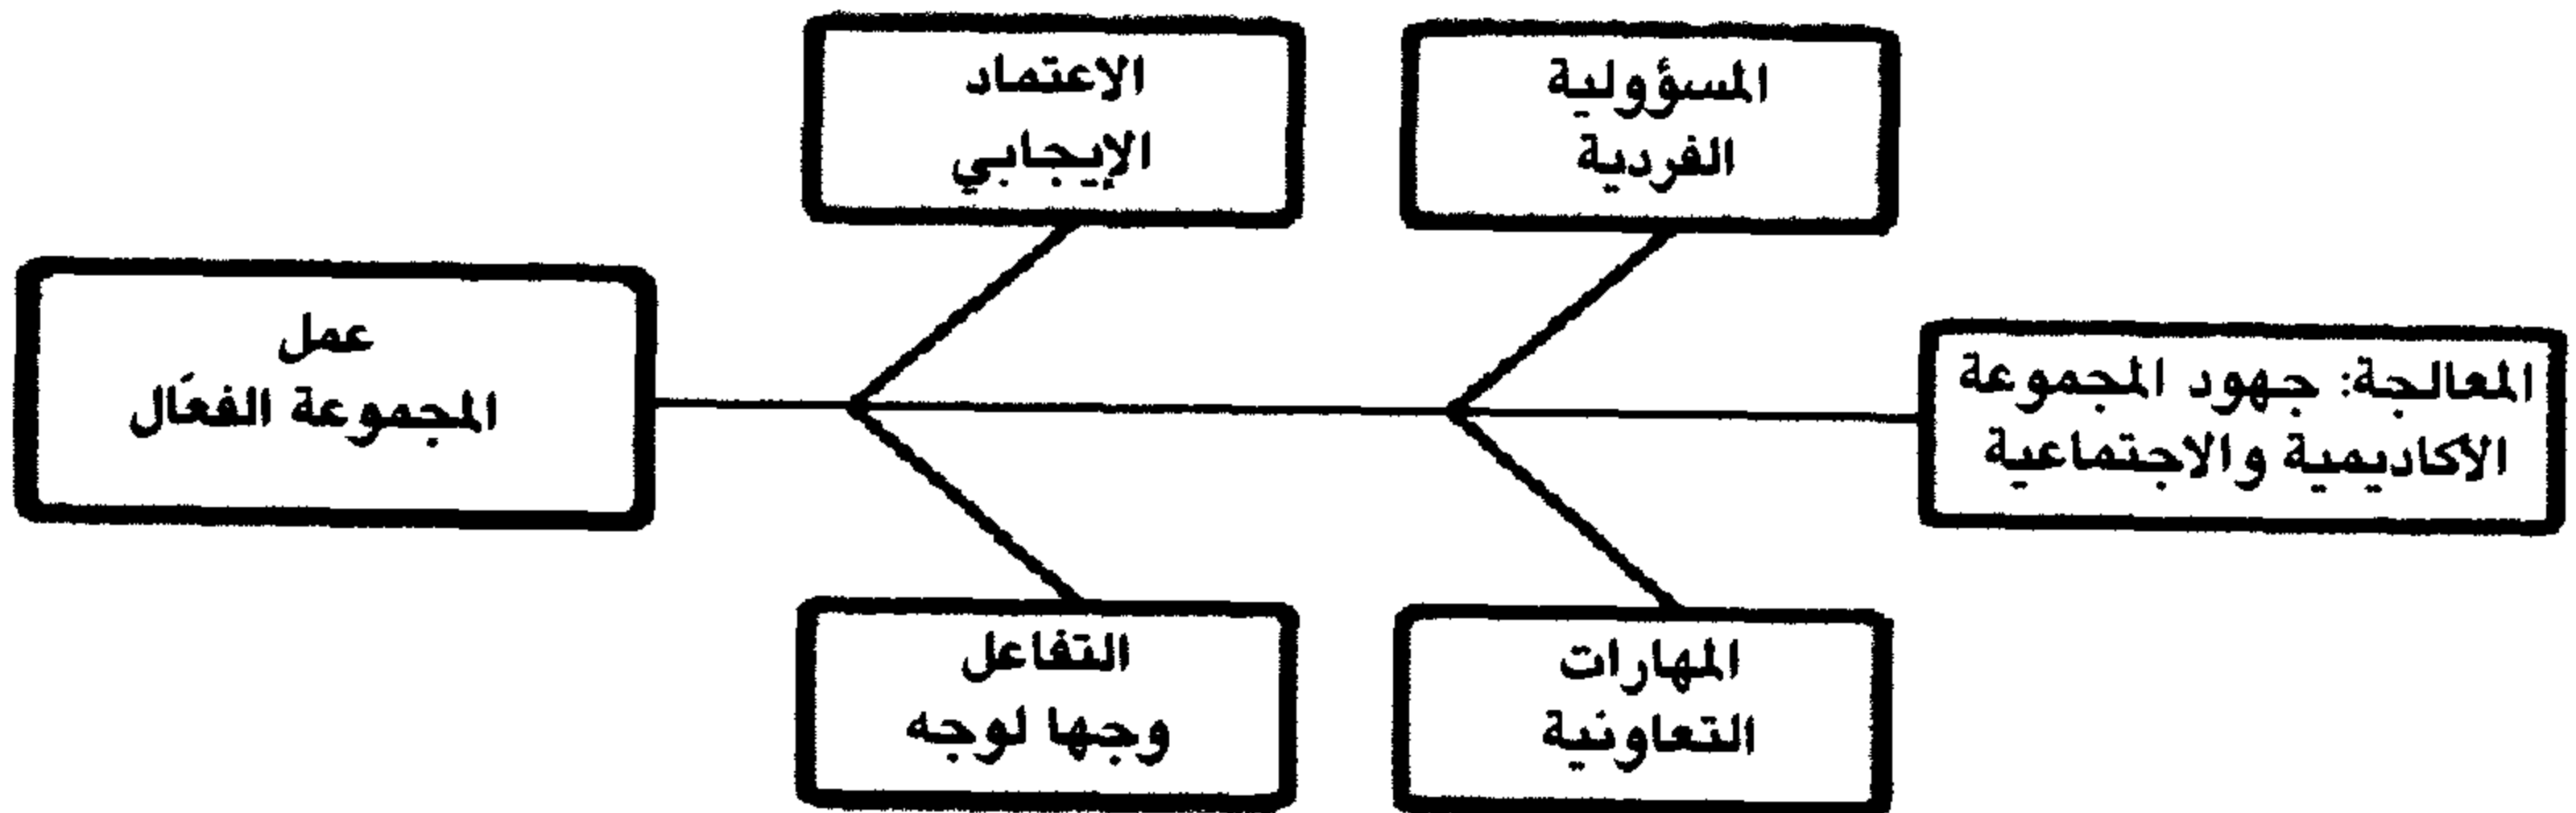 المسؤولية
الفردية
الاعتماد
الإيجابي
المعالجة: جهود المجموعة
الأكاديمية والاجتماعية
عمل
المجموعة الفعّال
المهارات
التعاونية
التفاعل
وجها لوجه